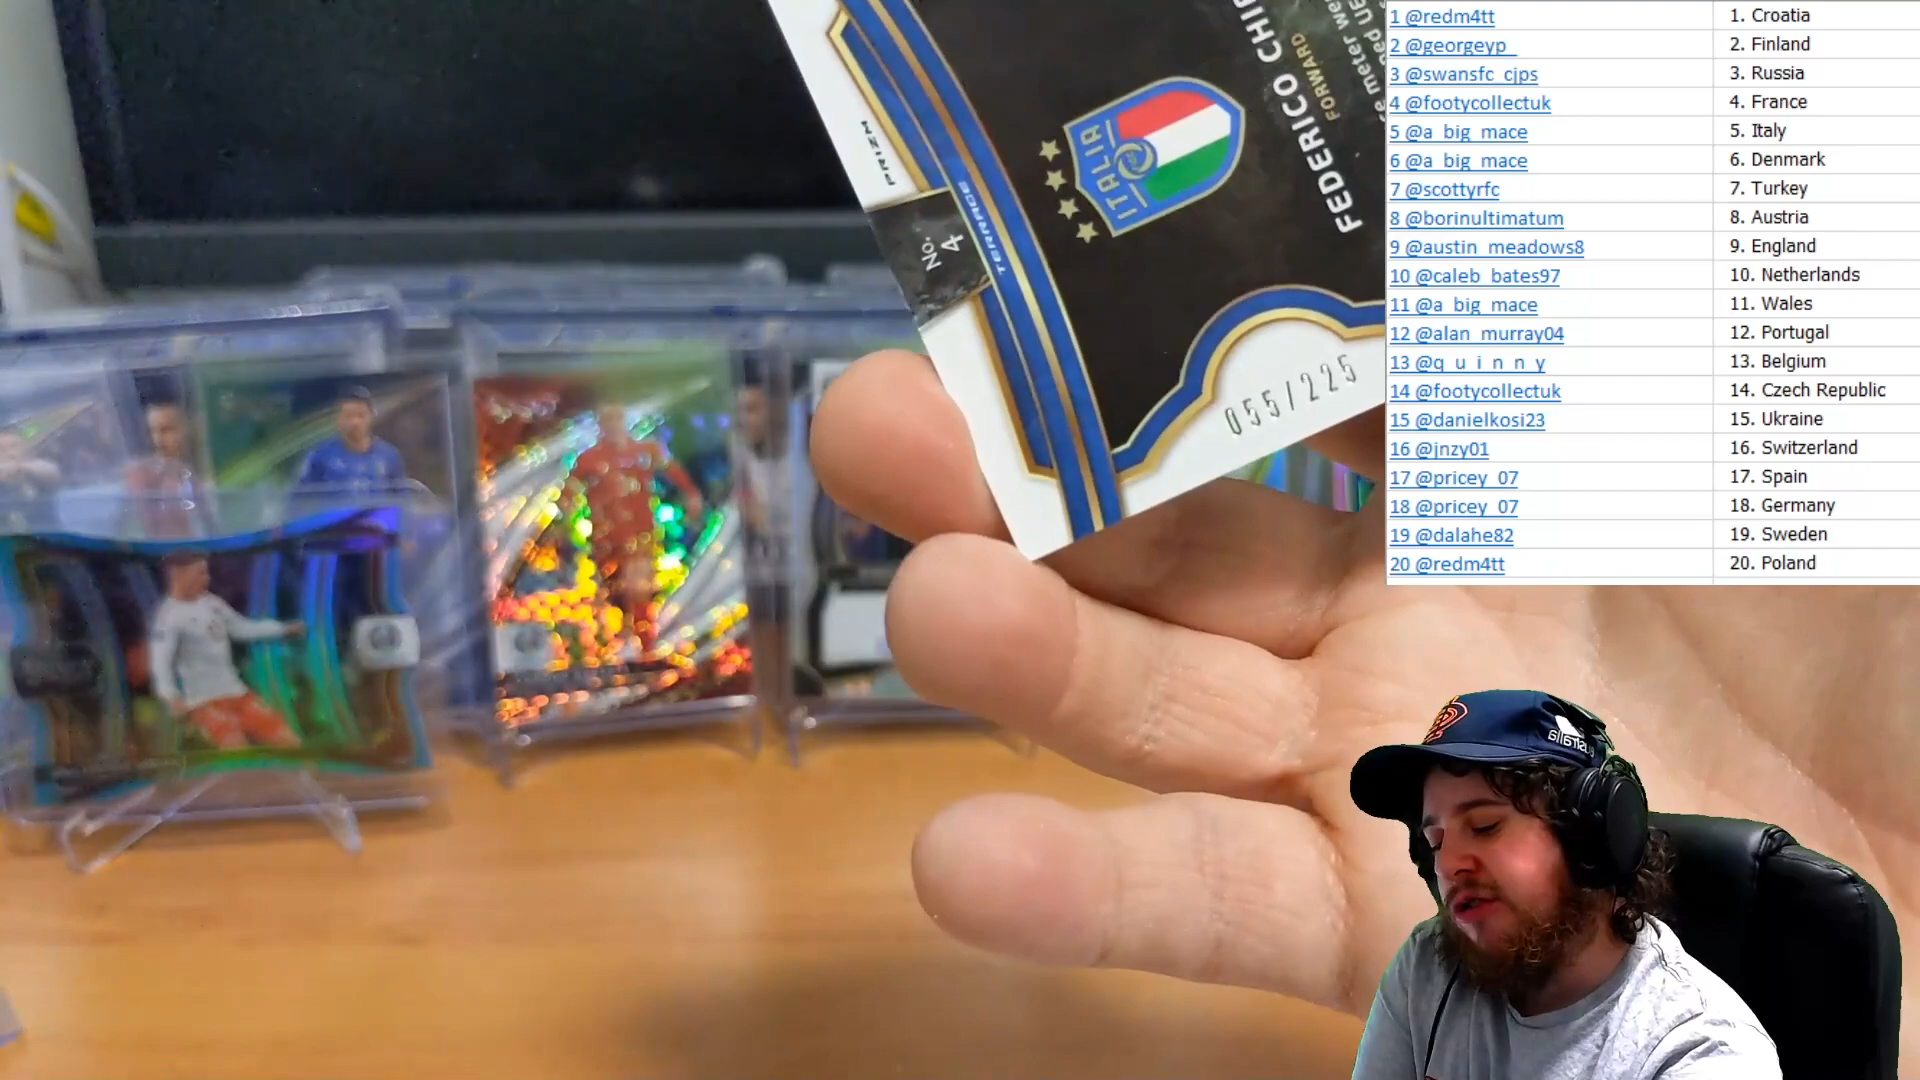 1 @redm4tt 1. Croatia
2 @georgeyp_ 2. Finland
3 @swansfc_cjps 3. Russia
4 @footycollectuk 4. France
5 @a_big_mace 5. Italy
6 @a_big_mace 6. Denmark
7 @scottyrfc 7. Turkey
8 @borinultimatum 8. Austria
9 @austin_meadows8 9. England
10 @caleb_bates97 10. Netherlands
11 @a_big_mace 11. Wales
12 @alan_murray04 12. Portugal
13 @q_u_i_n_n_y 13. Belgium
14 @footycollectuk 14. Czech Republic
15 @danielkosi23 15. Ukraine
16 @jnzy01 16. Switzerland
17 @pricey_07 17. Spain
18 @pricey_07 18. Germany
19 @dalahe82 19. Sweden
20 @redm4tt 20. Poland
PRIZM
No.
4
TERRACE
ITALIA
FEDERICO CHI
FORWARD
055/225